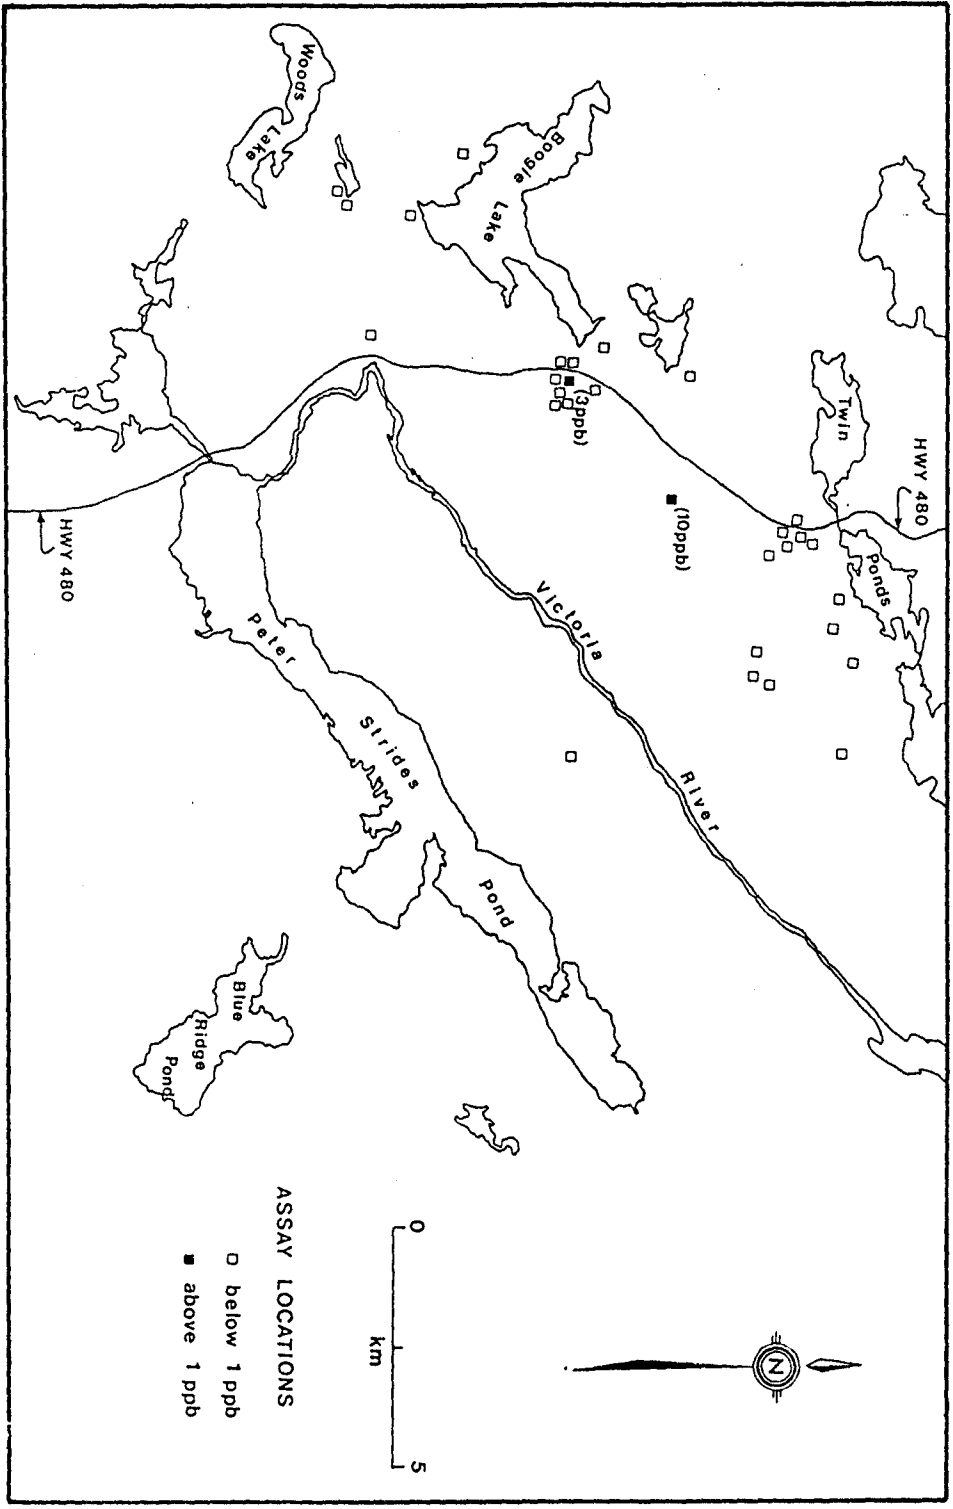 Woods
Lake
Boogie
Lake
Twin
Ponds
HWY 480
(3ppb)
(10ppb)
HWY 480
Victoria
River
Peter
Strides
Pond
Blue
Ridge
Pond
N
0
5
km
ASSAY LOCATIONS
below 1 ppb
above 1 ppb